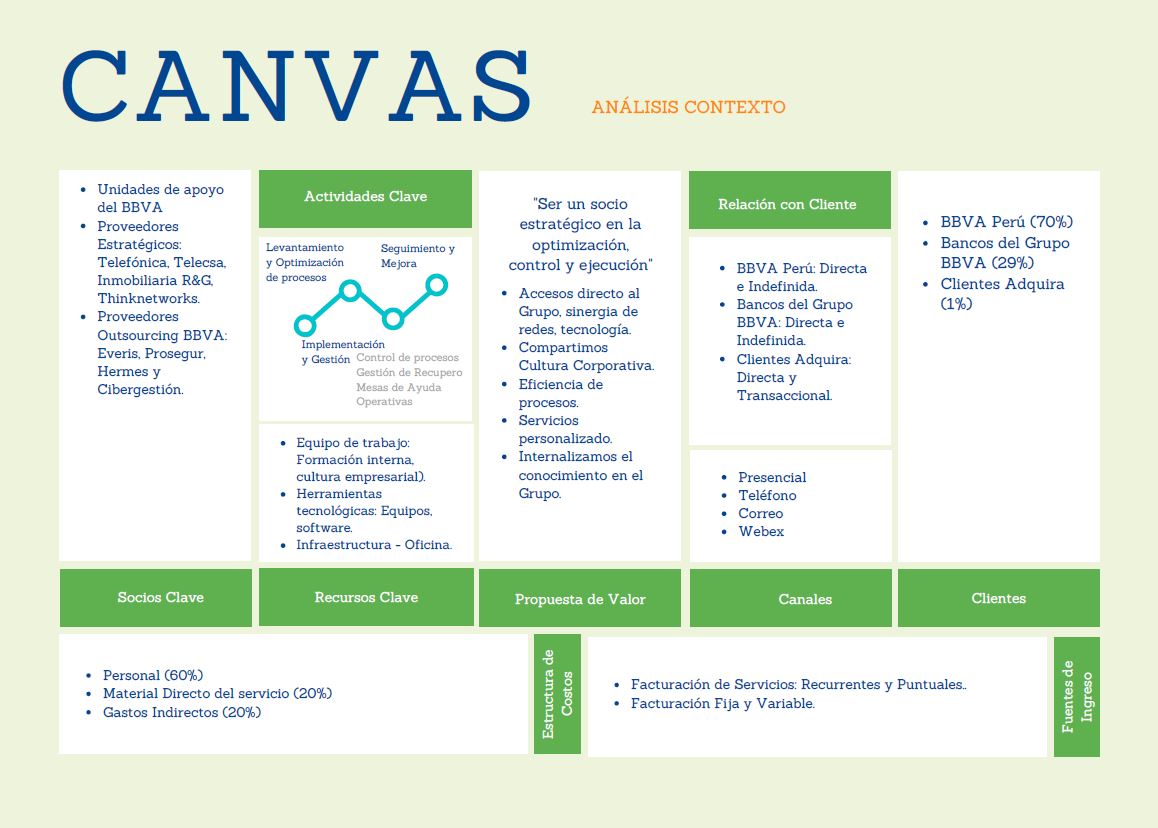 CANVAS
ANÁLISIS CONTEXTO
• Unidades de apoyo
del BBVA
• Proveedores
Estratégicos:
Telefónica, Telecsa,
Inmobiliaria R&G,
Thinknetworks.
• Proveedores
Outsourcing BBVA:
Everis, Prosegur,
Hermes y
Cibergestión.
Socios Clave
Actividades Clave
Levantamiento
y Optimización
de procesos
Seguimiento y
Mejora
Implementación
y Gestión
Control de procesos
Gestión de Recupero
Mesas de Ayuda
Operativas
• Equipo de trabajo:
Formación interna,
cultura empresarial).
• Herramientas
tecnológicas: Equipos,
software.
• Infraestructura - Oficina.
Recursos Clave
"Ser un socio
estratégico en la
optimización,
control y ejecución"
• Accesos directo al
Grupo, sinergia de
redes, tecnología.
• Compartimos
Cultura Corporativa.
• Eficiencia de
procesos.
• Servicios
personalizado.
• Internalizamos el
conocimiento en el
Grupo.
Propuesta de Valor
Relación con Cliente
• BBVA Perú: Directa
e Indefinida.
• Bancos del Grupo
BBVA: Directa e
Indefinida.
• Clientes Adquira:
Directa y
Transaccional.
• Presencial
• Teléfono
• Correo
• Webex
Canales
• BBVA Perú (70%)
• Bancos del Grupo
BBVA (29%)
• Clientes Adquira
(1%)
Clientes
• Personal (60%)
• Material Directo del servicio (20%)
• Gastos Indirectos (20%)
Estructura de
Costos
• Facturación de Servicios: Recurrentes y Puntuales..
• Facturación Fija y Variable.
Fuentes de
Ingreso